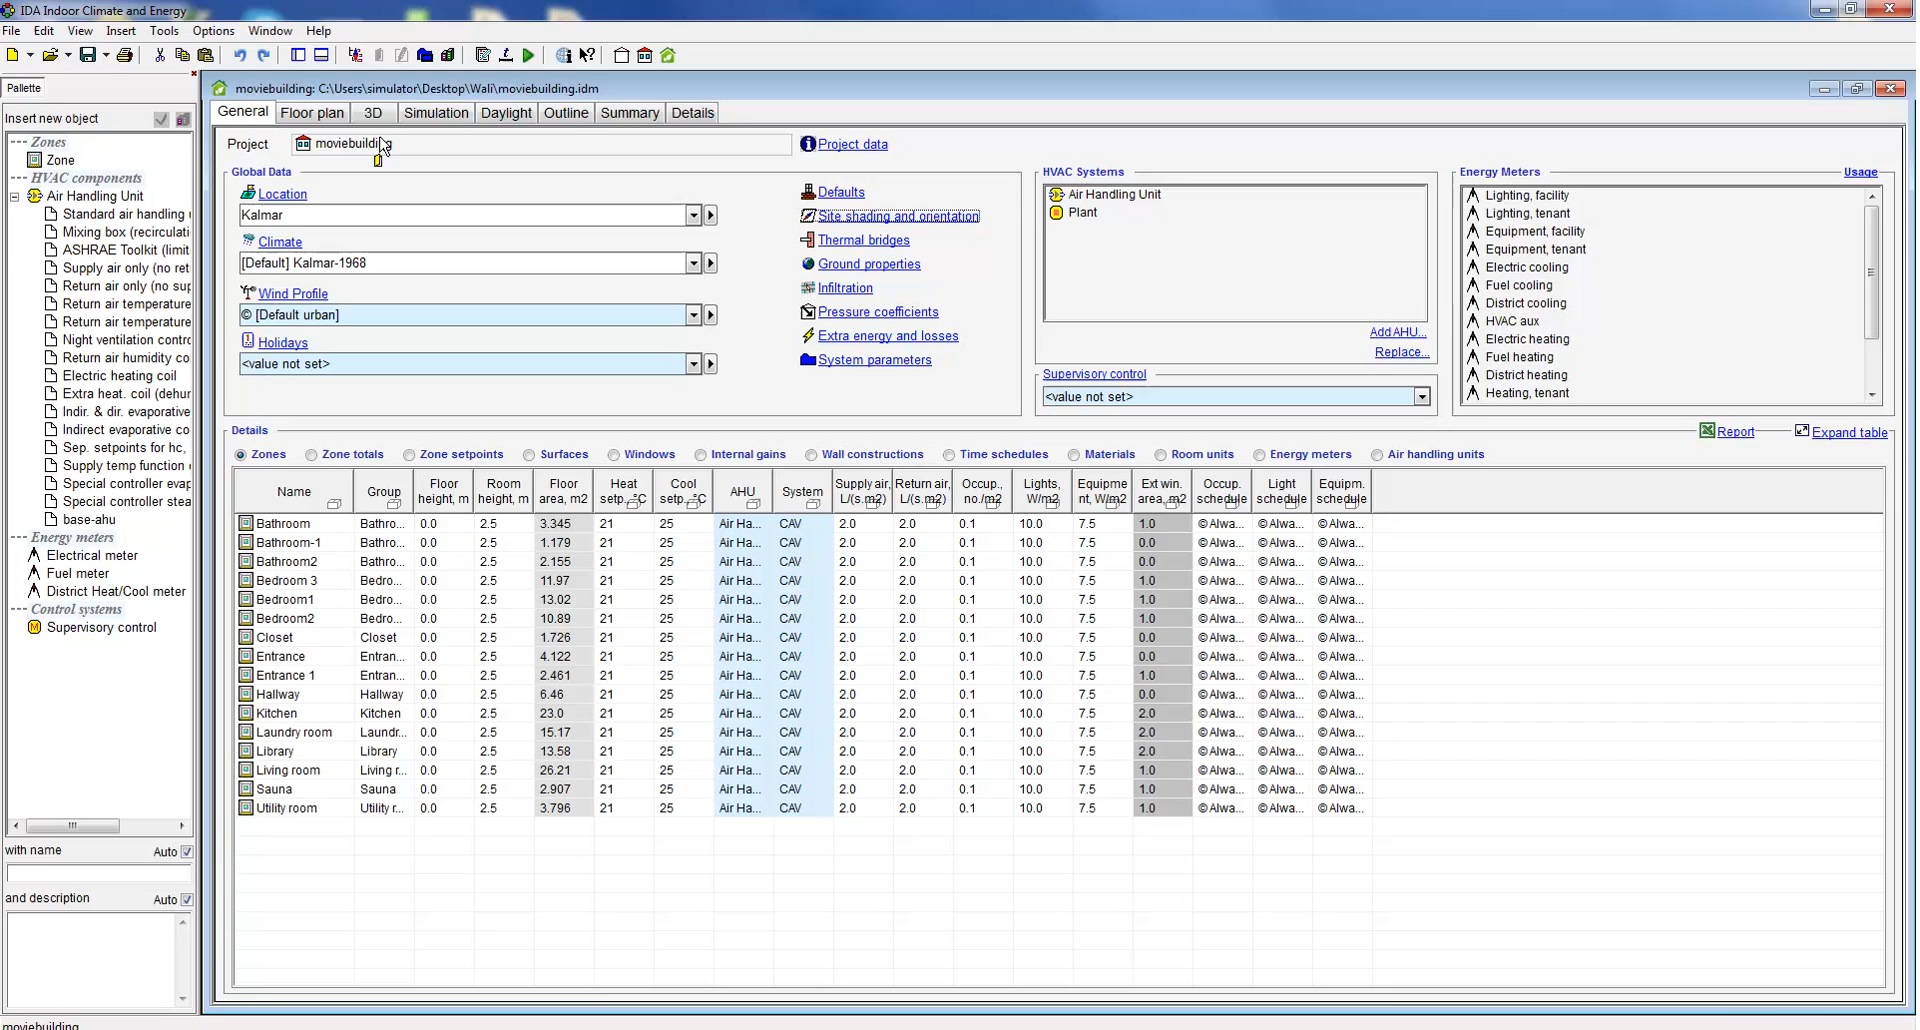 IDA Indoor Climate and Energy
File Edit View Insert Tools Options Window Help
Pallette
moviebuilding: C:\Users\simulator\Desktop\Wali\moviebuilding.idm
General Floor plan 3D Simulation Daylight Outline Summary Details
Insert new object
Zones
Zone
HVAC components
Air Handling Unit
Standard air handling
Mixing box (recirculati
ASHRAE Toolkit (limit
Supply air only (no ret
Return air only (no sup
Return air temperature
Return air temperature
Night ventilation contro
Return air humidity co
Electric heating coil
Extra heat. coil (dehur
Indir. & dir. evaporative
Indirect evaporative co
Sep. setpoints for hc,
Supply temp function
Special controller evap
Special controller stea
base-ahu
Energy meters
Electrical meter
Fuel meter
District Heat/Cool meter
Control systems
Supervisory control
with name Auto
and description Auto
Project moviebuilding Project data
Global Data
Location
Kalmar
Climate
[Default] Kalmar-1968
Wind Profile
© [Default urban]
Holidays
<value not set>
Defaults
Site shading and orientation
Thermal bridges
Ground properties
Infiltration
Pressure coefficients
Extra energy and losses
System parameters
HVAC Systems
Air Handling Unit
Plant
Add AHU...
Replace...
Supervisory control
<value not set>
Energy Meters Usage
Lighting, facility
Lighting, tenant
Equipment, facility
Equipment, tenant
Electric cooling
Fuel cooling
District cooling
HVAC aux
Electric heating
Fuel heating
District heating
Heating, tenant
Details Report Expand table
Zones Zone totals Zone setpoints Surfaces Windows Internal gains Wall constructions Time schedules Materials Room units Energy meters Air handling units
Name Group Floor height, m Room height, m Floor area, m2 Heat setp., °C Cool setp., °C AHU System Supply air, L/(s.m2) Return air, L/(s.m2) Occup., no./m2 Lights, W/m2 Equipme nt, W/m2 Ext win. area, m2 Occup. schedule Light schedule Equipm. schedule
Bathroom Bathro... 0.0 2.5 3.345 21 25 Air Ha... CAV 2.0 2.0 0.1 10.0 7.5 1.0 © Alwa... © Alwa... © Alwa...
Bathroom-1 Bathro... 0.0 2.5 1.179 21 25 Air Ha... CAV 2.0 2.0 0.1 10.0 7.5 0.0 © Alwa... © Alwa... © Alwa...
Bathroom2 Bathro... 0.0 2.5 2.155 21 25 Air Ha... CAV 2.0 2.0 0.1 10.0 7.5 0.0 © Alwa... © Alwa... © Alwa...
Bedroom 3 Bedro... 0.0 2.5 11.97 21 25 Air Ha... CAV 2.0 2.0 0.1 10.0 7.5 1.0 © Alwa... © Alwa... © Alwa...
Bedroom1 Bedro... 0.0 2.5 13.02 21 25 Air Ha... CAV 2.0 2.0 0.1 10.0 7.5 1.0 © Alwa... © Alwa... © Alwa...
Bedroom2 Bedro... 0.0 2.5 10.89 21 25 Air Ha... CAV 2.0 2.0 0.1 10.0 7.5 1.0 © Alwa... © Alwa... © Alwa...
Closet Closet 0.0 2.5 1.726 21 25 Air Ha... CAV 2.0 2.0 0.1 10.0 7.5 0.0 © Alwa... © Alwa... © Alwa...
Entrance Entran... 0.0 2.5 4.122 21 25 Air Ha... CAV 2.0 2.0 0.1 10.0 7.5 0.0 © Alwa... © Alwa... © Alwa...
Entrance 1 Entran... 0.0 2.5 2.461 21 25 Air Ha... CAV 2.0 2.0 0.1 10.0 7.5 1.0 © Alwa... © Alwa... © Alwa...
Hallway Hallway 0.0 2.5 6.46 21 25 Air Ha... CAV 2.0 2.0 0.1 10.0 7.5 0.0 © Alwa... © Alwa... © Alwa...
Kitchen Kitchen 0.0 2.5 23.0 21 25 Air Ha... CAV 2.0 2.0 0.1 10.0 7.5 2.0 © Alwa... © Alwa... © Alwa...
Laundry room Laundr... 0.0 2.5 15.17 21 25 Air Ha... CAV 2.0 2.0 0.1 10.0 7.5 2.0 © Alwa... © Alwa... © Alwa...
Library Library 0.0 2.5 13.58 21 25 Air Ha... CAV 2.0 2.0 0.1 10.0 7.5 2.0 © Alwa... © Alwa... © Alwa...
Living room Living r... 0.0 2.5 26.21 21 25 Air Ha... CAV 2.0 2.0 0.1 10.0 7.5 1.0 © Alwa... © Alwa... © Alwa...
Sauna Sauna 0.0 2.5 2.907 21 25 Air Ha... CAV 2.0 2.0 0.1 10.0 7.5 1.0 © Alwa... © Alwa... © Alwa...
Utility room Utility r... 0.0 2.5 3.796 21 25 Air Ha... CAV 2.0 2.0 0.1 10.0 7.5 1.0 © Alwa... © Alwa... © Alwa...
moviebuilding